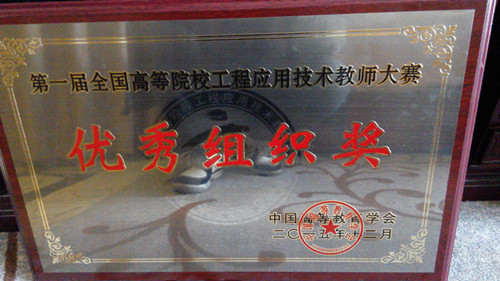 第一届全国高等院校工程应用技术教师大赛
优秀组织奖
中国高等教育学会
二〇一五年十二月